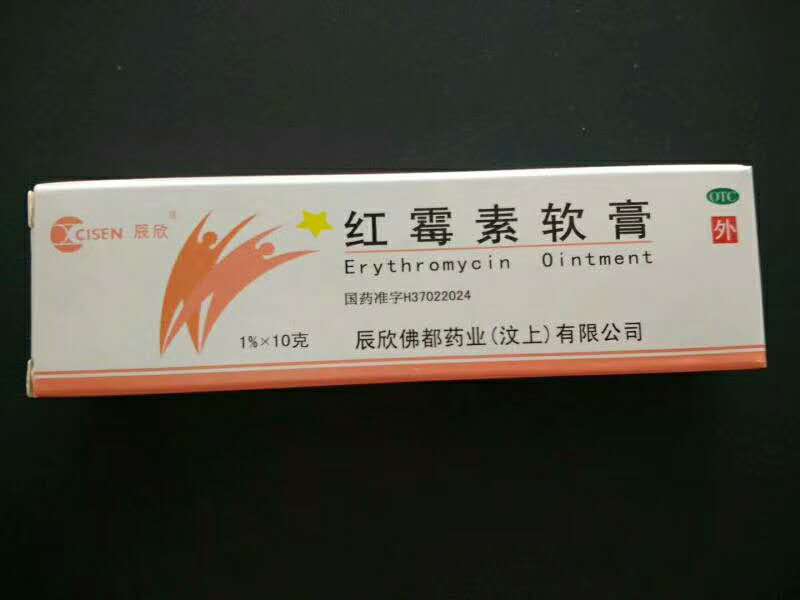 CISEN 辰欣
红霉素软膏
OTC
外
Erythromycin Ointment
国药准字H37022024
1%×10克
辰欣佛都药业(汶上)有限公司